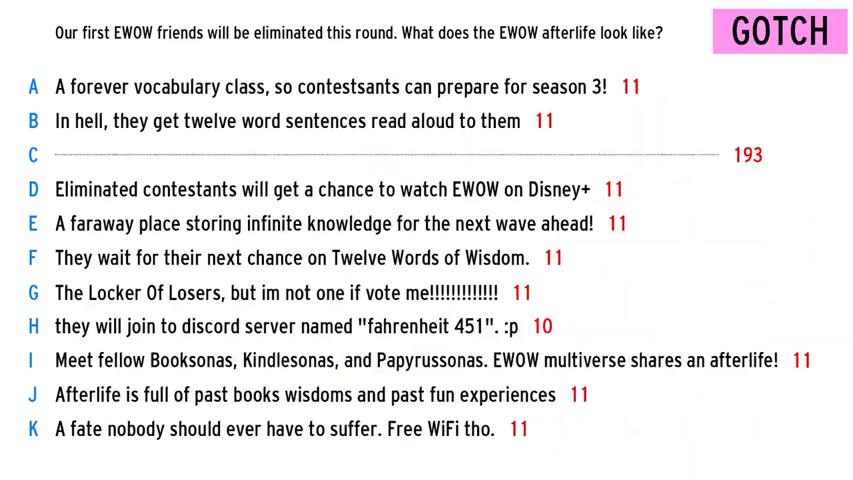 Our first EWOW friends will be eliminated this round. What does the EWOW afterlife look like?
GOTCH
A A forever vocabulary class, so contestsants can prepare for season 3! 11
B In hell, they get twelve word sentences read aloud to them 11
C 193
D Eliminated contestants will get a chance to watch EWOW on Disney+ 11
E A faraway place storing infinite knowledge for the next wave ahead! 11
F They wait for their next chance on Twelve Words of Wisdom. 11
G The Locker Of Losers, but im not one if vote me!!!!!!!!!!!!! 11
H they will join to discord server named "fahrenheit 451". :p 10
I Meet fellow Booksonas, Kindlesonas, and Papyrussonas. EWOW multiverse shares an afterlife! 11
J Afterlife is full of past books wisdoms and past fun experiences 11
K A fate nobody should ever have to suffer. Free WiFi tho. 11